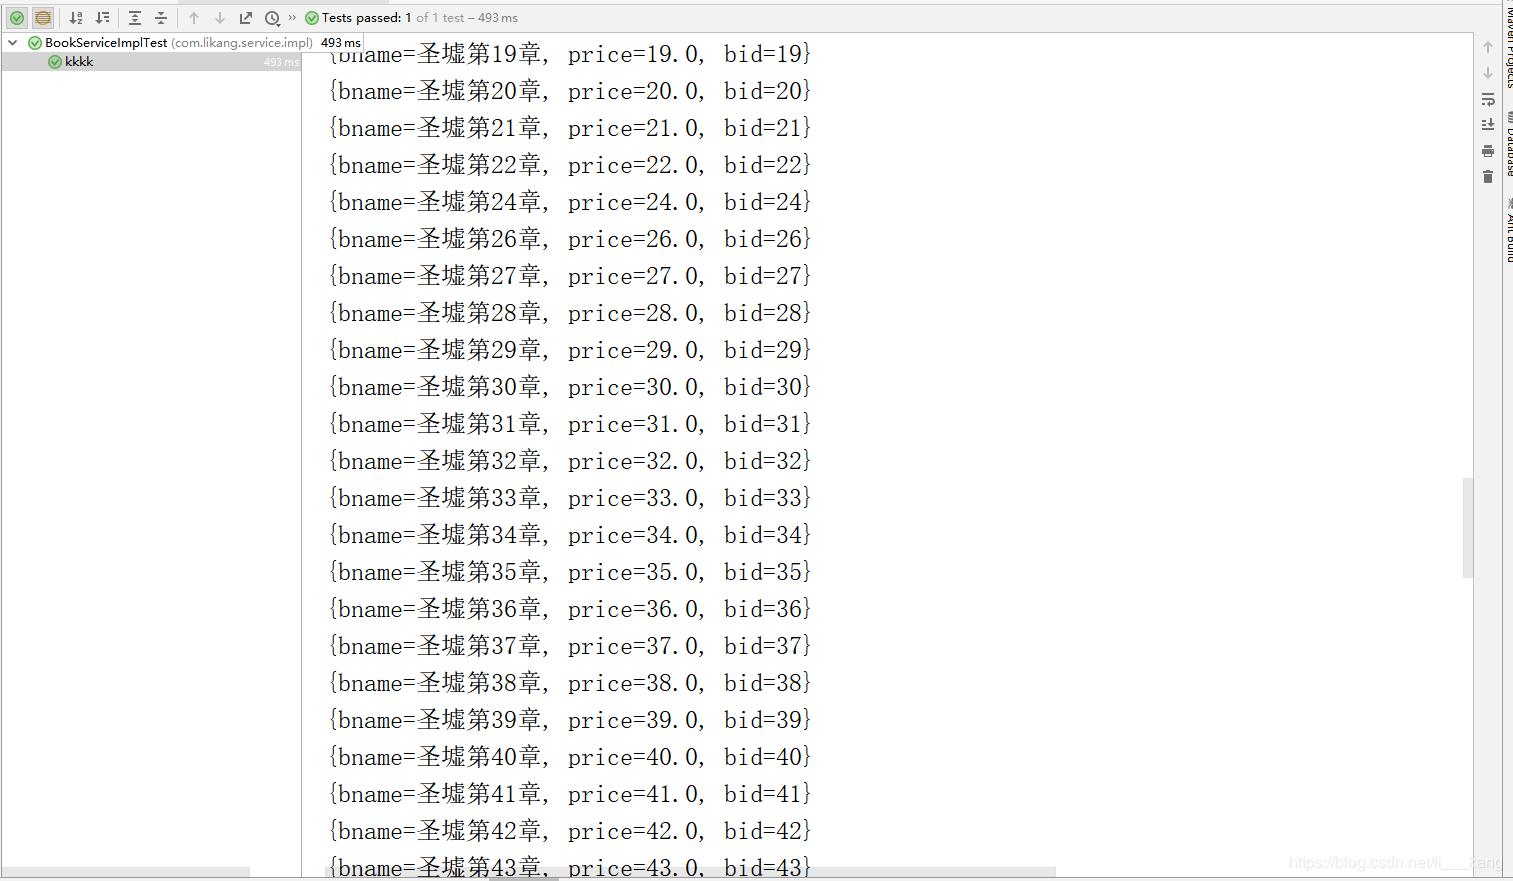 Tests passed: 1 of 1 test – 493 ms
BookServiceImplTest (com.likang.service.impl) 493 ms
kkkk 493 ms
{bname=圣墟第19章, price=19.0, bid=19}
{bname=圣墟第20章, price=20.0, bid=20}
{bname=圣墟第21章, price=21.0, bid=21}
{bname=圣墟第22章, price=22.0, bid=22}
{bname=圣墟第24章, price=24.0, bid=24}
{bname=圣墟第26章, price=26.0, bid=26}
{bname=圣墟第27章, price=27.0, bid=27}
{bname=圣墟第28章, price=28.0, bid=28}
{bname=圣墟第29章, price=29.0, bid=29}
{bname=圣墟第30章, price=30.0, bid=30}
{bname=圣墟第31章, price=31.0, bid=31}
{bname=圣墟第32章, price=32.0, bid=32}
{bname=圣墟第33章, price=33.0, bid=33}
{bname=圣墟第34章, price=34.0, bid=34}
{bname=圣墟第35章, price=35.0, bid=35}
{bname=圣墟第36章, price=36.0, bid=36}
{bname=圣墟第37章, price=37.0, bid=37}
{bname=圣墟第38章, price=38.0, bid=38}
{bname=圣墟第39章, price=39.0, bid=39}
{bname=圣墟第40章, price=40.0, bid=40}
{bname=圣墟第41章, price=41.0, bid=41}
{bname=圣墟第42章, price=42.0, bid=42}
{bname=圣墟第43章, price=43.0, bid=43}
Maven Projects
Database
Ant Build
https://blog.csdn.net/li___kang